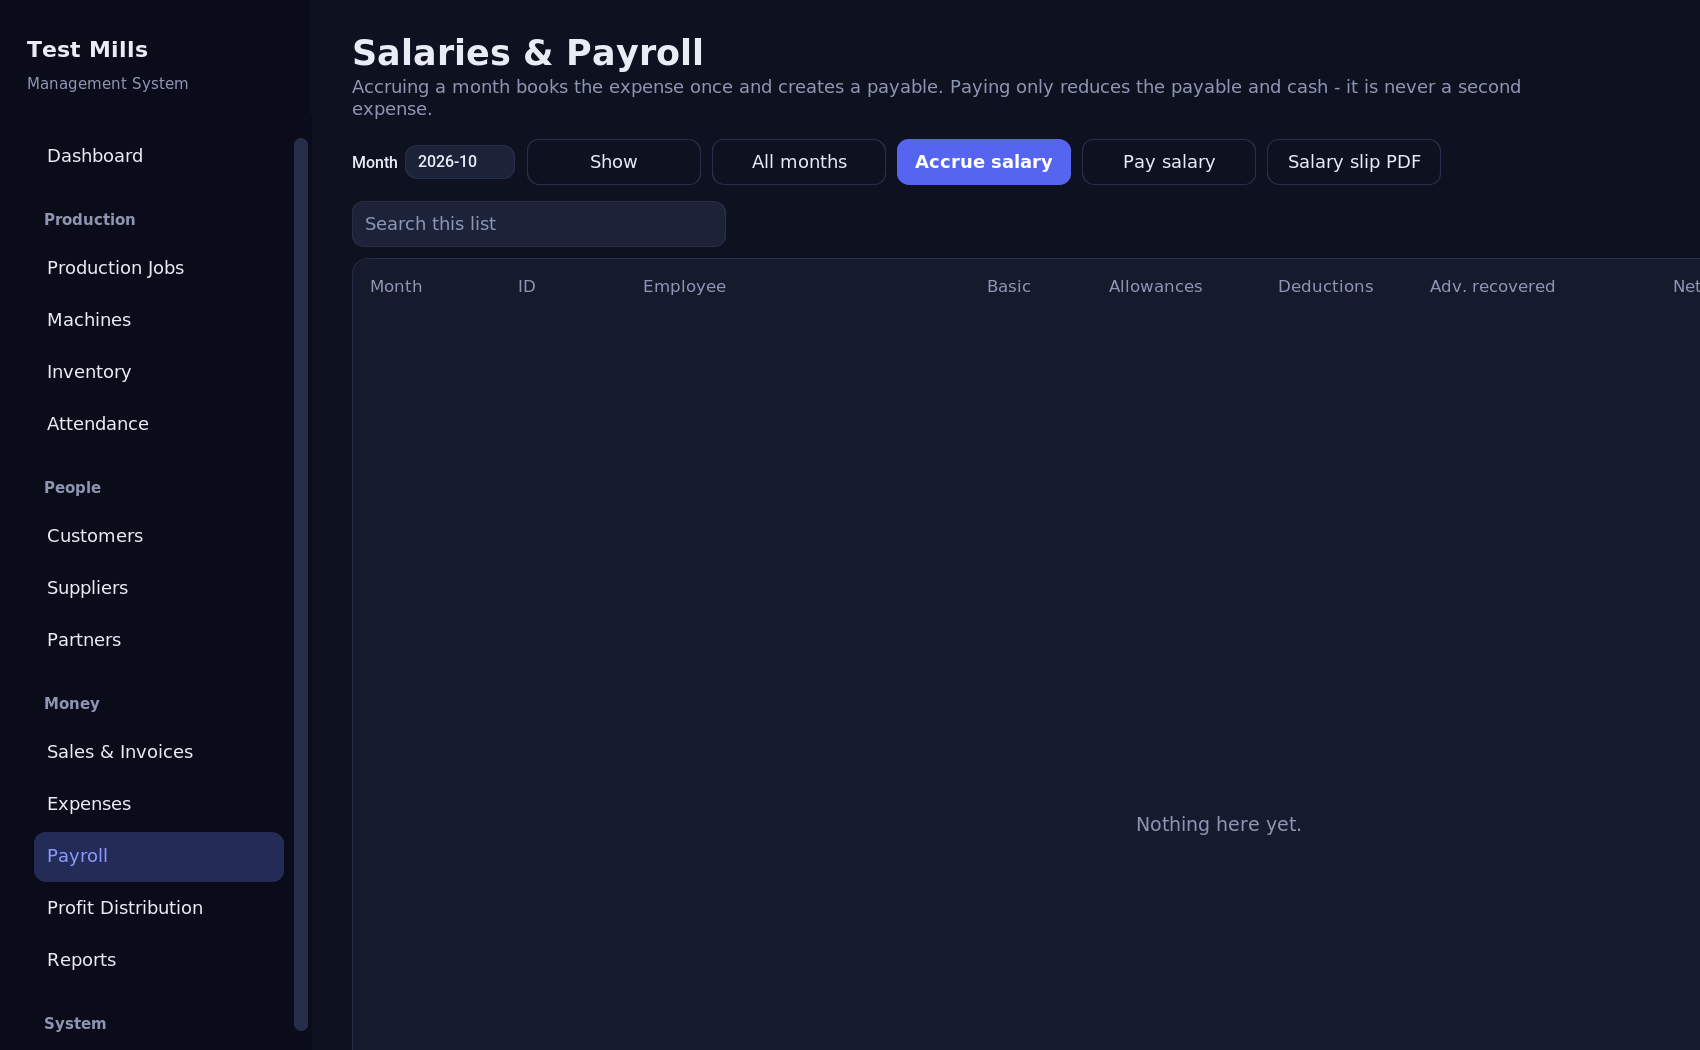 Test Mills
Management System
Dashboard
Production
Production Jobs
Machines
Inventory
Attendance
People
Customers
Suppliers
Partners
Money
Sales & Invoices
Expenses
Payroll
Profit Distribution
Reports
System
Salaries & Payroll
Accruing a month books the expense once and creates a payable. Paying only reduces the payable and cash - it is never a second
expense.
Month 2026-10 Show All months Accrue salary Pay salary Salary slip PDF
Search this list
Month ID Employee Basic Allowances Deductions Adv. recovered Net
Nothing here yet.